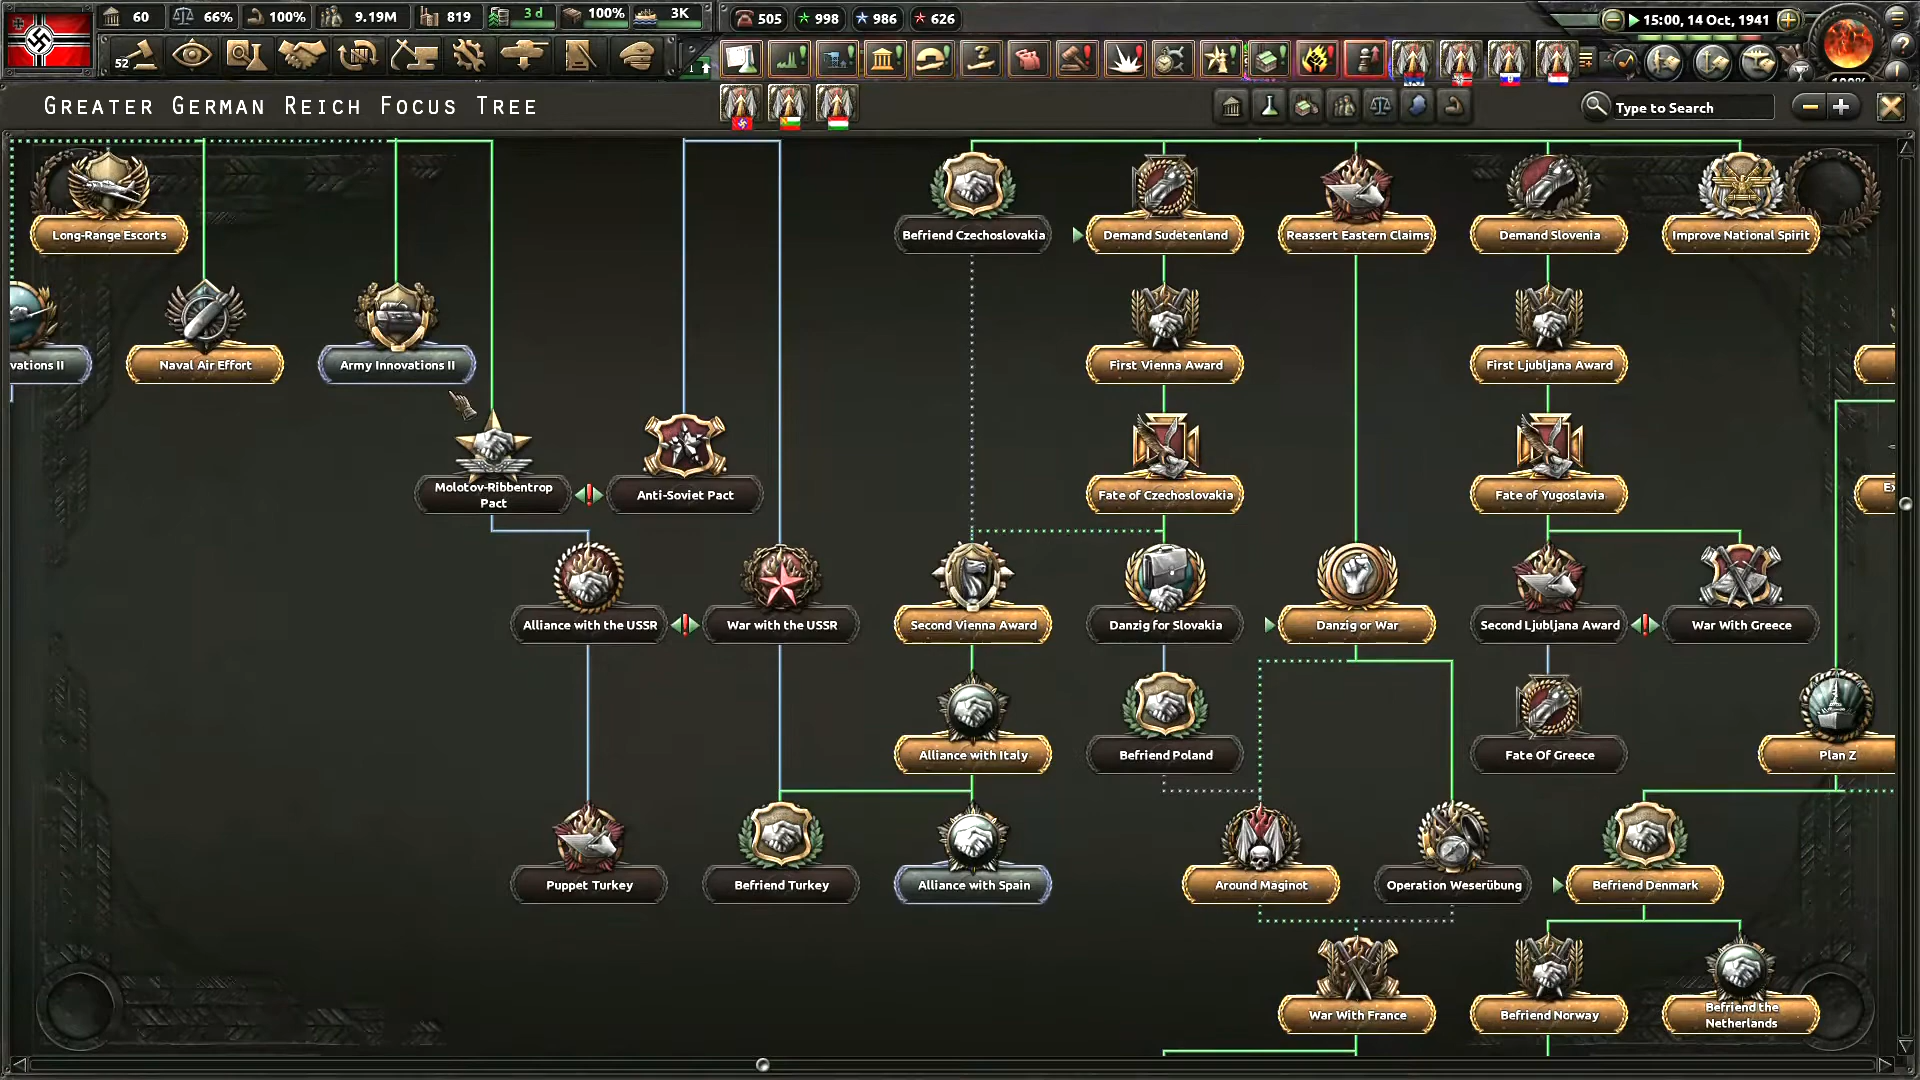 60
66%
100%
9.19M
819
3 d
100%
3K
505
998
986
626
15:00, 14 Oct, 1941
52
100%
GREATER GERMAN REICH FOCUS TREE
Type to Search
Long-Range Escorts
Befriend Czechoslovakia
Demand Sudetenland
Reassert Eastern Claims
Demand Slovenia
Improve National Spirit
vations II
Naval Air Effort
Army Innovations II
First Vienna Award
First Ljubljana Award
Molotov-Ribbentrop
Pact
Anti-Soviet Pact
Fate of Czechoslovakia
Fate of Yugoslavia
Ex
Alliance with the USSR
War with the USSR
Second Vienna Award
Danzig for Slovakia
Danzig or War
Second Ljubljana Award
War With Greece
Alliance with Italy
Befriend Poland
Fate Of Greece
Plan Z
Puppet Turkey
Befriend Turkey
Alliance with Spain
Around Maginot
Operation Weserübung
Befriend Denmark
War With France
Befriend Norway
Befriend the
Netherlands